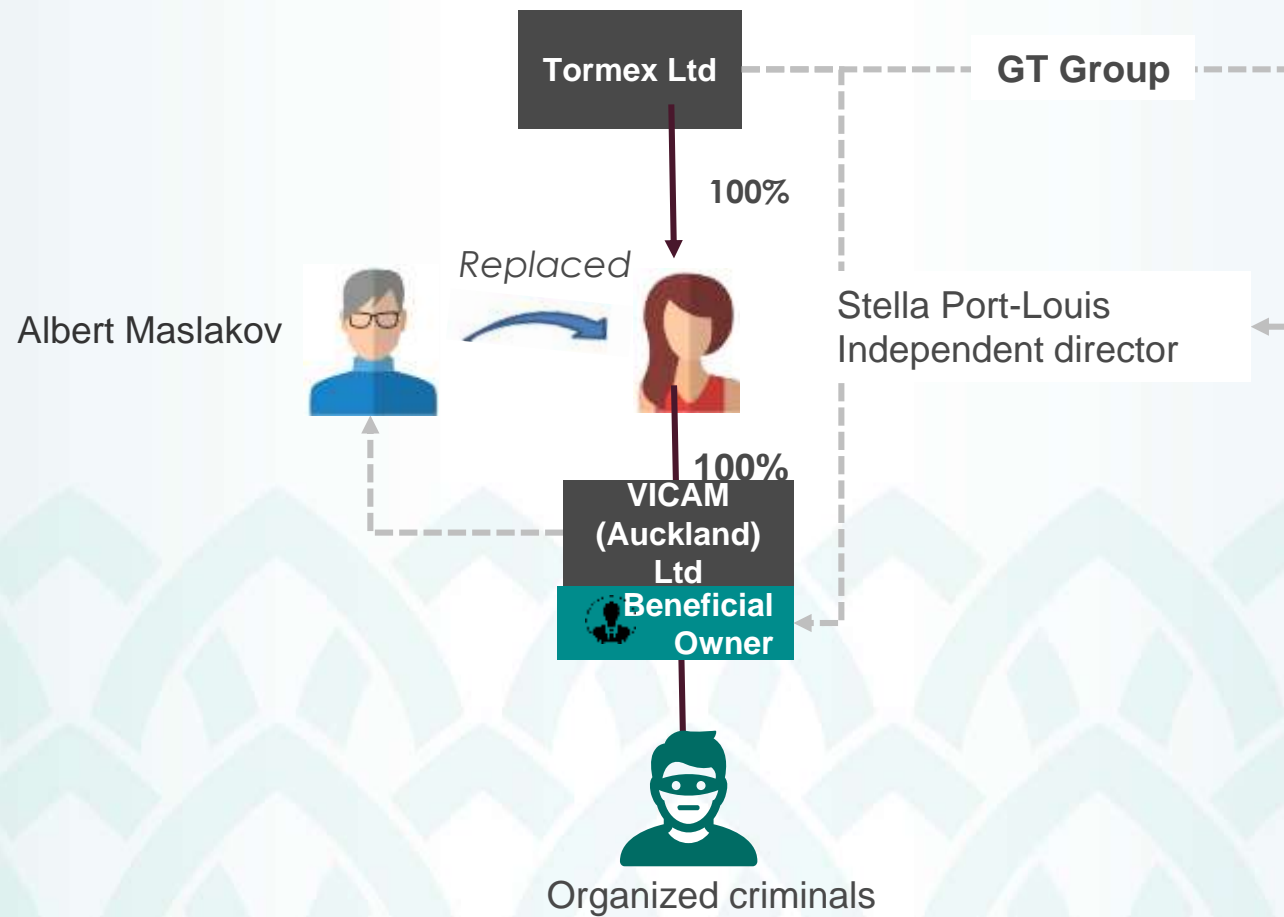 Tormex Ltd
GT Group
100%
Replaced
Albert Maslakov
Stella Port-Louis
Independent director
100%
VICAM
(Auckland)
Ltd
Beneficial
Owner
Organized criminals